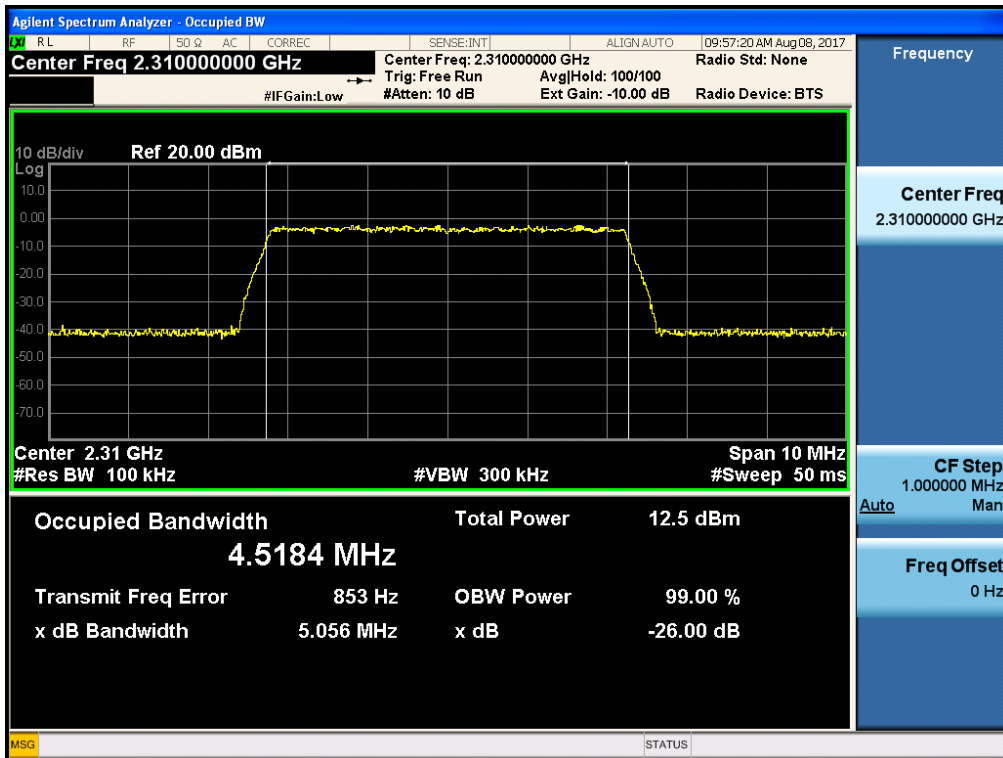 Agilent Spectrum Analyzer - Occupied BW
LXI RL RF 50 Ω AC CORREC SENSE:INT ALIGN AUTO 09:57:20 AM Aug 08, 2017
Center Freq 2.310000000 GHz
Center Freq: 2.310000000 GHz Radio Std: None
Trig: Free Run Avg|Hold: 100/100
#IFGain:Low #Atten: 10 dB Ext Gain: -10.00 dB Radio Device: BTS
10 dB/div Ref 20.00 dBm
Log
10.0
0.00
-10.0
-20.0
-30.0
-40.0
-50.0
-60.0
-70.0
Center 2.31 GHz Span 10 MHz
#Res BW 100 kHz #VBW 300 kHz #Sweep 50 ms
Occupied Bandwidth Total Power 12.5 dBm
4.5184 MHz
Transmit Freq Error 853 Hz OBW Power 99.00 %
x dB Bandwidth 5.056 MHz x dB -26.00 dB
Frequency
Center Freq
2.310000000 GHz
CF Step
1.000000 MHz
Auto Man
Freq Offset
0 Hz
MSG STATUS